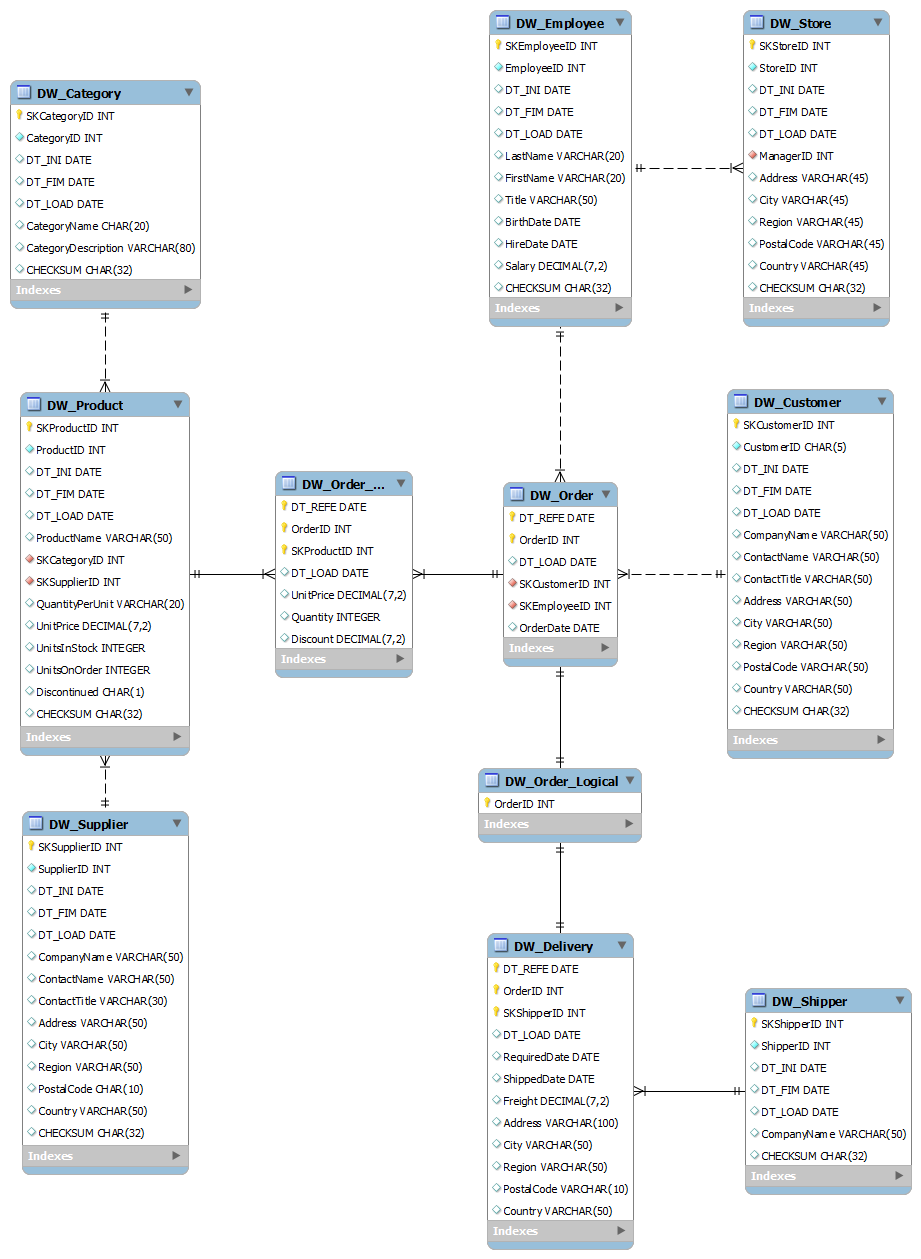 DW_Employee
SKEmployeeID INT
EmployeeID INT
DT_INI DATE
DT_FIM DATE
DT_LOAD DATE
LastName VARCHAR(20)
FirstName VARCHAR(20)
Title VARCHAR(50)
BirthDate DATE
HireDate DATE
Salary DECIMAL(7,2)
CHECKSUM CHAR(32)
Indexes
DW_Store
SKStoreID INT
StoreID INT
DT_INI DATE
DT_FIM DATE
DT_LOAD DATE
ManagerID INT
Address VARCHAR(45)
City VARCHAR(45)
Region VARCHAR(45)
PostalCode VARCHAR(45)
Country VARCHAR(45)
CHECKSUM CHAR(32)
Indexes
DW_Category
SKCategoryID INT
CategoryID INT
DT_INI DATE
DT_FIM DATE
DT_LOAD DATE
CategoryName CHAR(20)
CategoryDescription VARCHAR(80)
CHECKSUM CHAR(32)
Indexes
DW_Product
SKProductID INT
ProductID INT
DT_INI DATE
DT_FIM DATE
DT_LOAD DATE
ProductName VARCHAR(50)
SKCategoryID INT
SKSupplierID INT
QuantityPerUnit VARCHAR(20)
UnitPrice DECIMAL(7,2)
UnitsInStock INTEGER
UnitsOnOrder INTEGER
Discontinued CHAR(1)
CHECKSUM CHAR(32)
Indexes
DW_Order_...
DT_REFE DATE
OrderID INT
SKProductID INT
DT_LOAD DATE
UnitPrice DECIMAL(7,2)
Quantity INTEGER
Discount DECIMAL(7,2)
Indexes
DW_Order
DT_REFE DATE
OrderID INT
DT_LOAD DATE
SKCustomerID INT
SKEmployeeID INT
OrderDate DATE
Indexes
DW_Customer
SKCustomerID INT
CustomerID CHAR(5)
DT_INI DATE
DT_FIM DATE
DT_LOAD DATE
CompanyName VARCHAR(50)
ContactName VARCHAR(50)
ContactTitle VARCHAR(50)
Address VARCHAR(50)
City VARCHAR(50)
Region VARCHAR(50)
PostalCode VARCHAR(50)
Country VARCHAR(50)
CHECKSUM CHAR(32)
Indexes
DW_Order_Logical
OrderID INT
Indexes
DW_Supplier
SKSupplierID INT
SupplierID INT
DT_INI DATE
DT_FIM DATE
DT_LOAD DATE
CompanyName VARCHAR(50)
ContactName VARCHAR(50)
ContactTitle VARCHAR(30)
Address VARCHAR(50)
City VARCHAR(50)
Region VARCHAR(50)
PostalCode CHAR(10)
Country VARCHAR(50)
CHECKSUM CHAR(32)
Indexes
DW_Delivery
DT_REFE DATE
OrderID INT
SKShipperID INT
DT_LOAD DATE
RequiredDate DATE
ShippedDate DATE
Freight DECIMAL(7,2)
Address VARCHAR(100)
City VARCHAR(50)
Region VARCHAR(50)
PostalCode VARCHAR(10)
Country VARCHAR(50)
Indexes
DW_Shipper
SKShipperID INT
ShipperID INT
DT_INI DATE
DT_FIM DATE
DT_LOAD DATE
CompanyName VARCHAR(50)
CHECKSUM CHAR(32)
Indexes